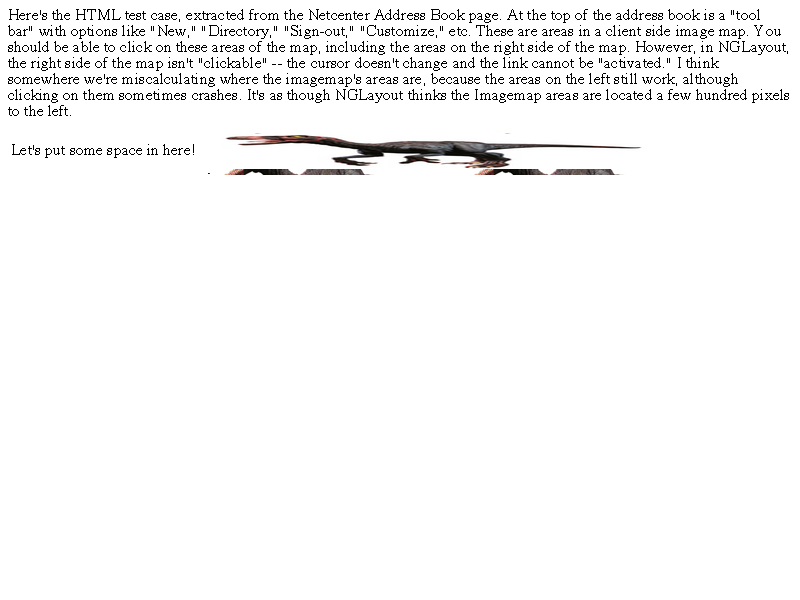 Here's the HTML test case, extracted from the Netcenter Address Book page. At the top of the address book is a "tool
bar" with options like "New," "Directory," "Sign-out," "Customize," etc. These are areas in a client side image map. You
should be able to click on these areas of the map, including the areas on the right side of the map. However, in NGLayout,
the right side of the map isn't "clickable" -- the cursor doesn't change and the link cannot be "activated." I think
somewhere we're miscalculating where the imagemap's areas are, because the areas on the left still work, although
clicking on them sometimes crashes. It's as though NGLayout thinks the Imagemap areas are located a few hundred pixels
to the left.
Let's put some space in here!